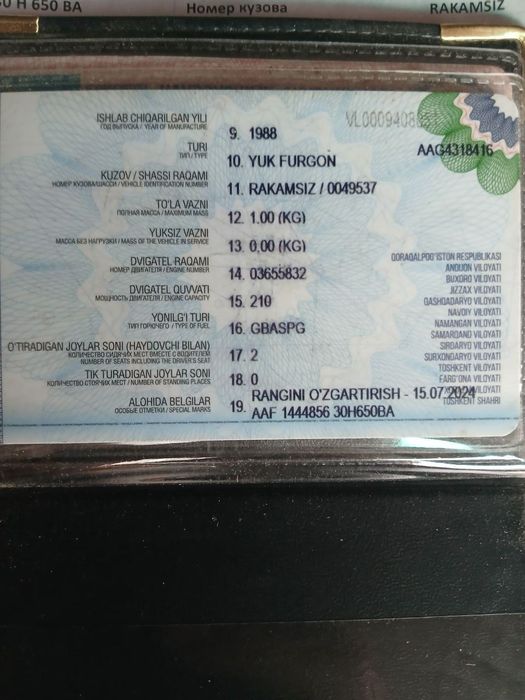 Н 650 ВА
Номер кузова
RAKAMSIZ
ISHLAB CHIQARILGAN YILI
ГОД ВЫПУСКА / YEAR OF MANUFACTURE
9. 1988
AAG4318416
TURI
ТИП / TYPE
10. YUK FURGON
KUZOV / SHASSI RAQAMI
НОМЕР КУЗОВА/ШАССИ / VEHICLE IDENTIFICATION NUMBER
11. RAKAMSIZ / 0049537
TO'LA VAZNI
ПОЛНАЯ МАССА / MAXIMUM MASS
12. 1.00 (KG)
YUKSIZ VAZNI
МАССА БЕЗ НАГРУЗКИ / MASS OF THE VEHICLE IN SERVICE
13. 0,00 (KG)
DVIGATEL RAQAMI
НОМЕР ДВИГАТЕЛЯ / ENGINE NUMBER
14. 03655832
DVIGATEL QUVVATI
МОЩНОСТЬ ДВИГАТЕЛЯ / ENGINE CAPACITY
15. 210
YONILG'I TURI
ТИП ГОРЮЧЕГО / TYPE OF FUEL
16. GBASPG
O'TIRADIGAN JOYLAR SONI (HAYDOVCHI BILAN)
КОЛИЧЕСТВО СИДЯЧИХ МЕСТ ВМЕСТЕ С ВОДИТЕЛЕМ
NUMBER OF SEATS INCLUDING THE DRIVER'S SEAT
17. 2
TIK TURADIGAN JOYLAR SONI
КОЛИЧЕСТВО СТОЯЧИХ МЕСТ / NUMBER OF STANDING PLACES
18. 0
ALOHIDA BELGILAR
ОСОБЫЕ ОТМЕТКИ / SPECIAL MARKS
19. RANGINI O'ZGARTIRISH - 15.07.2024
AAF 1444856 30H650BA
QORAQALPOG'ISTON RESPUBLIKASI
ANDIJON VILOYATI
BUXORO VILOYATI
JIZZAX VILOYATI
QASHQADARYO VILOYATI
NAVOIY VILOYATI
NAMANGAN VILOYATI
SAMARQAND VILOYATI
SIRDARYO VILOYATI
SURXONDARYO VILOYATI
TOSHKENT VILOYATI
FARG'ONA VILOYATI
TOSHKENT SHAHRI